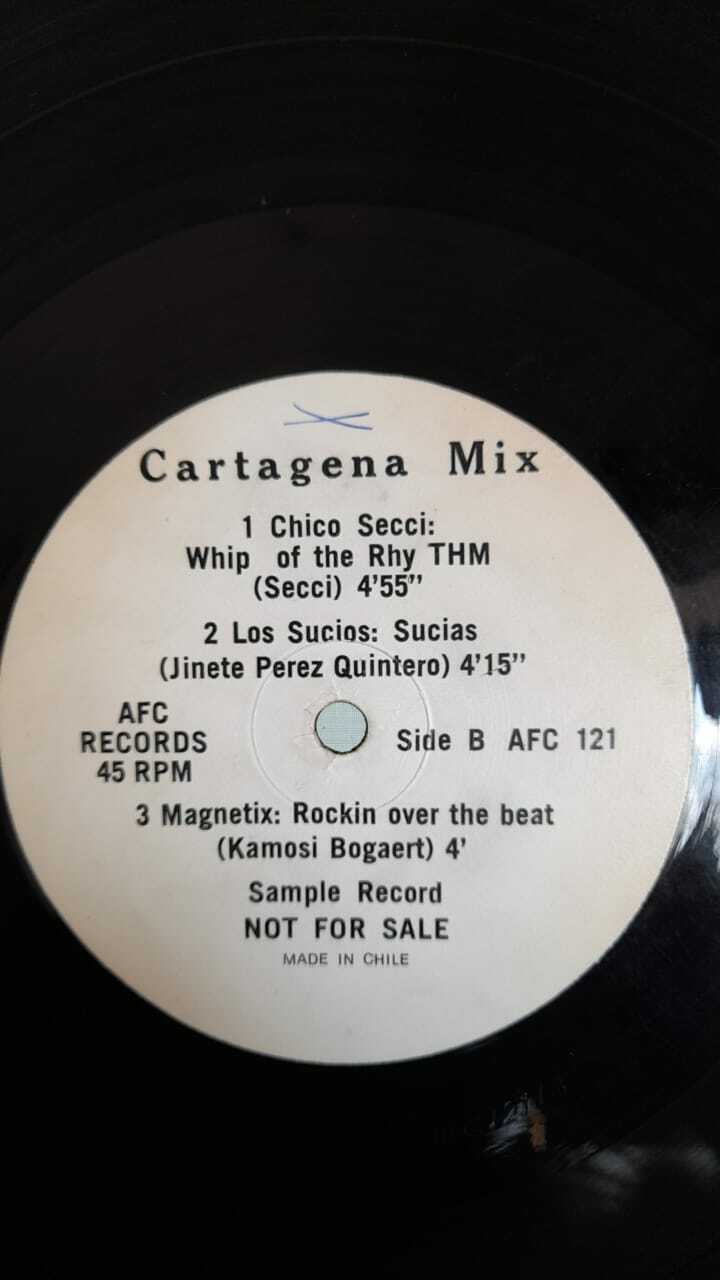 Cartagena Mix
1 Chico Secci:
Whip of the Rhy THM
(Secci) 4'55"
2 Los Sucios: Sucias
(Jinete Perez Quintero) 4'15"
AFC
RECORDS
45 RPM
Side B AFC 121
3 Magnetix: Rockin over the beat
(Kamosi Bogaert) 4'
Sample Record
NOT FOR SALE
MADE IN CHILE